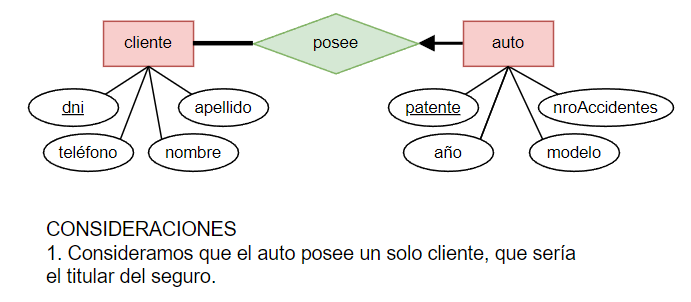 cliente
posee
auto
dni
apellido
patente
nroAccidentes
teléfono
nombre
año
modelo
CONSIDERACIONES
1. Consideramos que el auto posee un solo cliente, que sería
el titular del seguro.